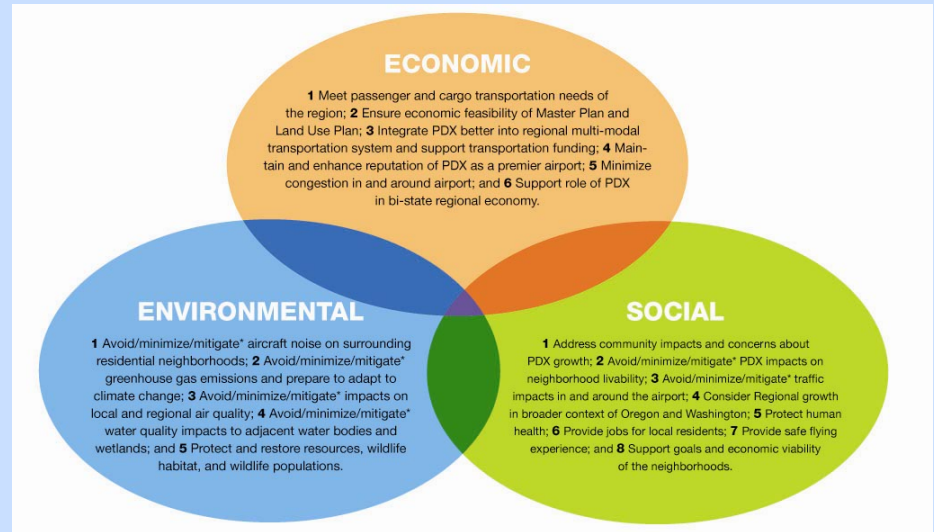 ECONOMIC
1 Meet passenger and cargo transportation needs of
the region; 2 Ensure economic feasibility of Master Plan and
Land Use Plan; 3 Integrate PDX better into regional multi-modal
transportation system and support transportation funding; 4 Main-
tain and enhance reputation of PDX as a premier airport; 5 Minimize
congestion in and around airport; and 6 Support role of PDX
in bi-state regional economy.
ENVIRONMENTAL
1 Avoid/minimize/mitigate* aircraft noise on surrounding
residential neighborhoods; 2 Avoid/minimize/mitigate*
greenhouse gas emissions and prepare to adapt to
climate change; 3 Avoid/minimize/mitigate* impacts on
local and regional air quality; 4 Avoid/minimize/mitigate*
water quality impacts to adjacent water bodies and
wetlands; and 5 Protect and restore resources, wildlife
habitat, and wildlife populations.
SOCIAL
1 Address community impacts and concerns about
PDX growth; 2 Avoid/minimize/mitigate* PDX impacts on
neighborhood livability; 3 Avoid/minimize/mitigate* traffic
impacts in and around the airport; 4 Consider Regional growth
in broader context of Oregon and Washington; 5 Protect human
health; 6 Provide jobs for local residents; 7 Provide safe flying
experience; and 8 Support goals and economic viability
of the neighborhoods.